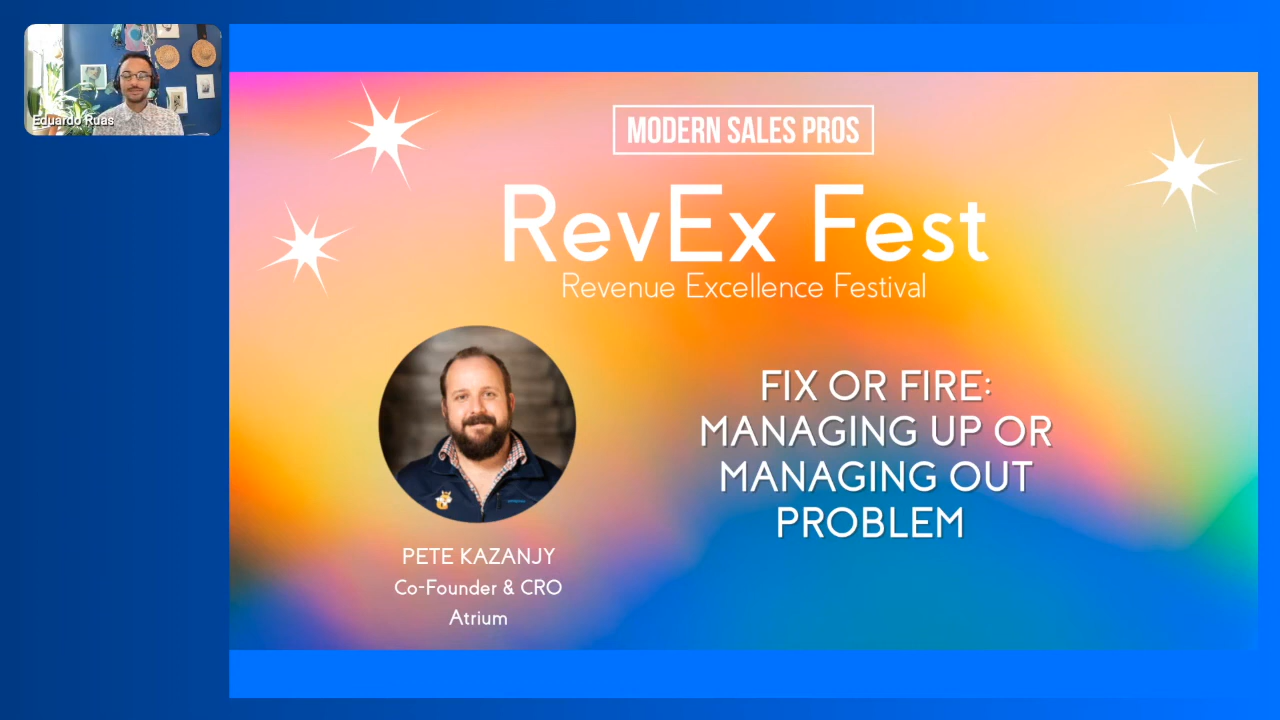 Eduardo Ruas
MODERN SALES PROS
RevEx Fest
Revenue Excellence Festival
FIX OR FIRE:
MANAGING UP OR
MANAGING OUT
PROBLEM
PETE KAZANJY
Co-Founder & CRO
Atrium